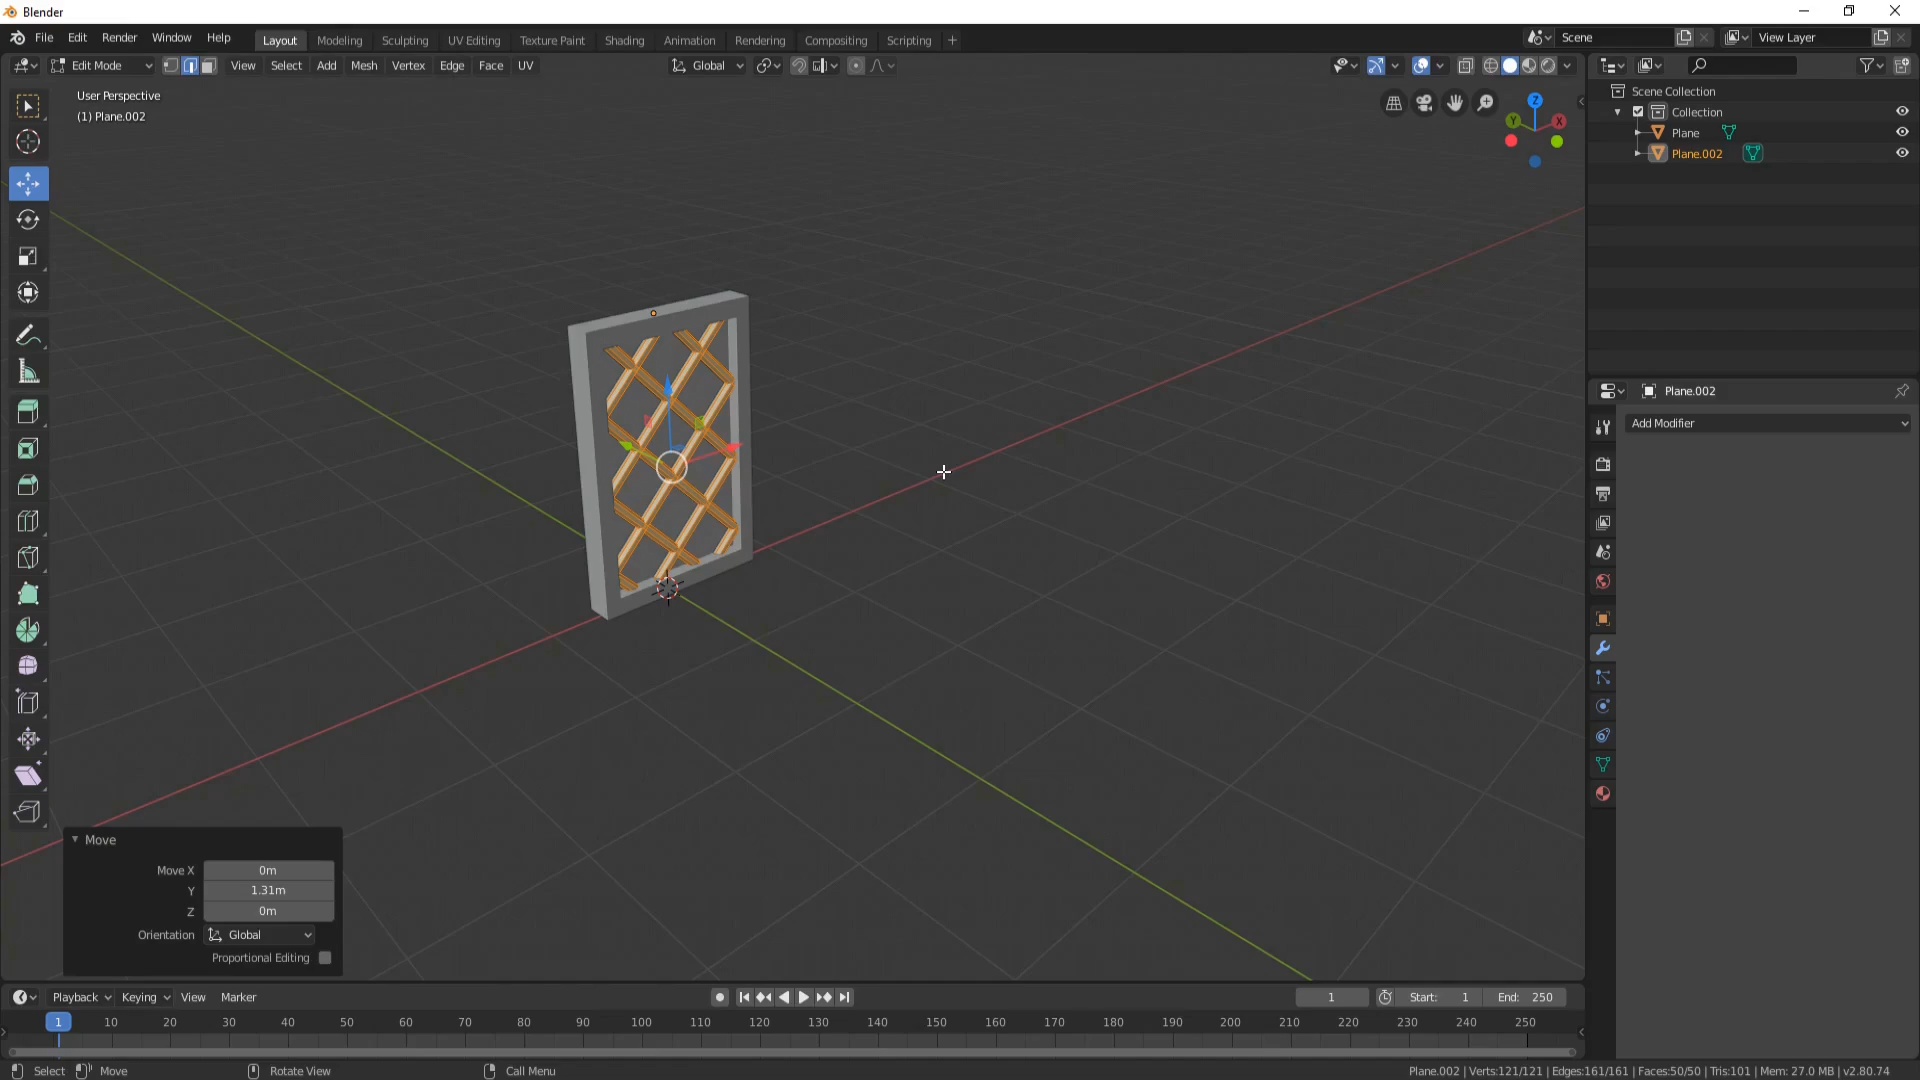 Blender
File Edit Render Window Help
Layout Modeling Sculpting UV Editing Texture Paint Shading Animation Rendering Compositing Scripting +
Scene View Layer
Edit Mode View Select Add Mesh Vertex Edge Face UV Global
User Perspective
(1) Plane.002
Z
Y X
Scene Collection
Collection
Plane
Plane.002
Plane.002
Add Modifier
Move
Move X 0m
Y 1.31m
Z 0m
Orientation Global
Proportional Editing
Playback Keying View Marker 1 Start: 1 End: 250
1 10 20 30 40 50 60 70 80 90 100 110 120 130 140 150 160 170 180 190 200 210 220 230 240 250
Select Move Rotate View Call Menu Plane.002 | Verts:121/121 | Edges:161/161 | Faces:50/50 | Tris:101 | Mem: 27.0 MB | v2.80.74